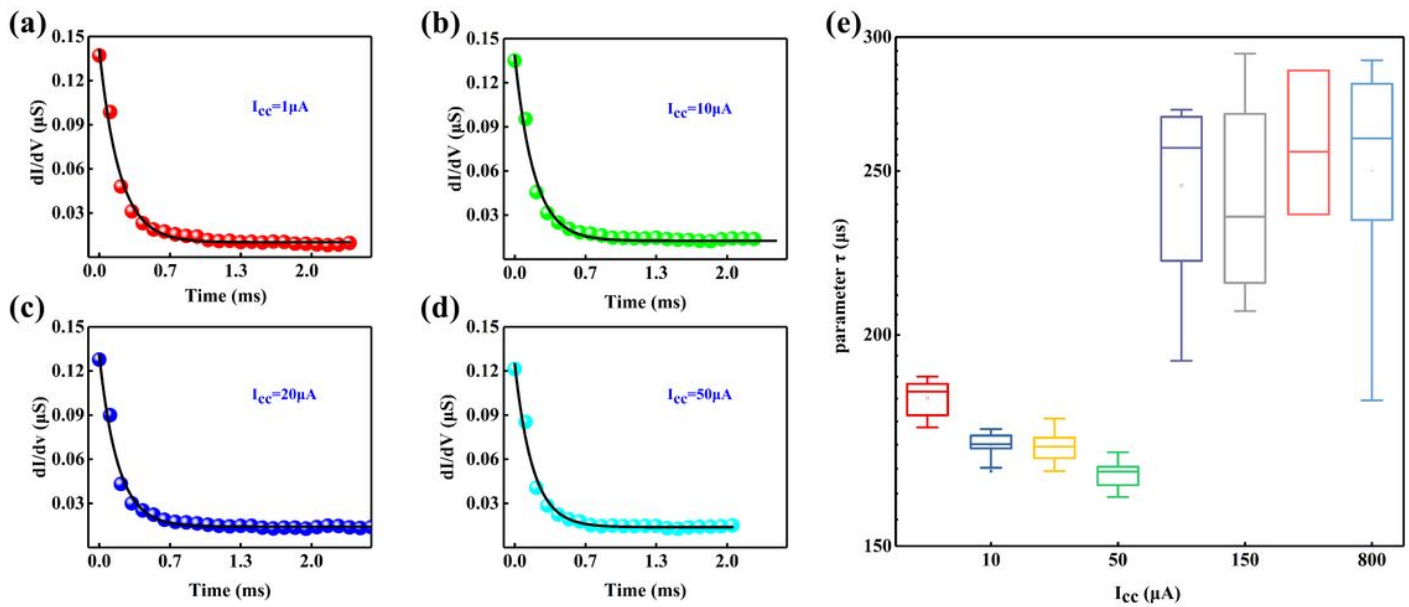 (a)
0.15
0.12
0.09
0.06
0.03
dI/dV (μS)
I_cc=1μA
0.0 0.7 1.3 2.0
Time (ms)
(b)
0.15
0.12
0.09
0.06
0.03
dI/dV (μS)
I_cc=10μA
0.0 0.7 1.3 2.0
Time (ms)
(c)
0.15
0.12
0.09
0.06
0.03
dI/dv (μS)
I_cc=20μA
0.0 0.7 1.3 2.0
Time (ms)
(d)
0.15
0.12
0.09
0.06
0.03
dI/dV (μS)
I_cc=50μA
0.0 0.7 1.3 2.0
Time (ms)
(e)
300
250
200
150
parameter τ (μs)
10 50 150 800
I_cc (μA)